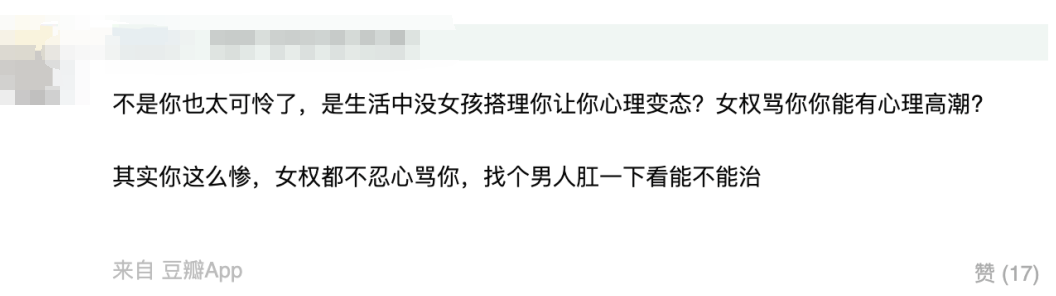 不是你也太可怜了，是生活中没女孩搭理你让你心理变态？女权骂你你能有心理高潮？
其实你这么惨，女权都不忍心骂你，找个男人肛一下看能不能治
来自 豆瓣App
赞 (17)